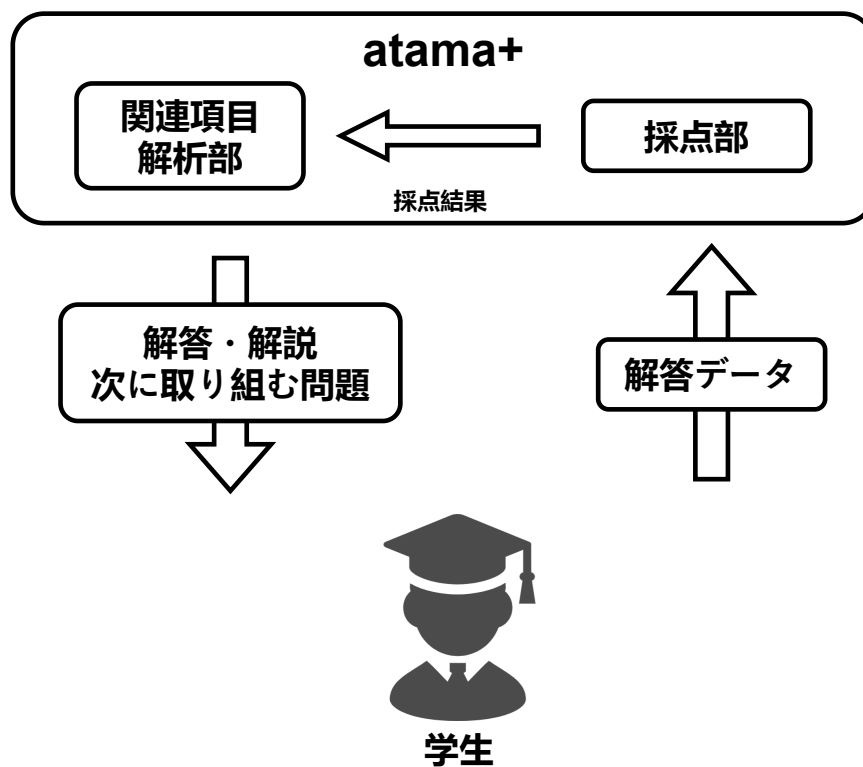 atama+
関連項目
解析部
採点部
採点結果
解答・解説
次に取り組む問題
解答データ
学生